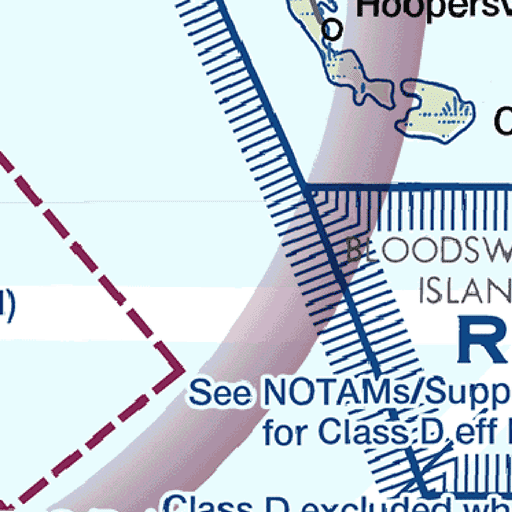 Hoopersv
O
C
BLOODSW
ISLAN
l)
R
See NOTAMs/Supp
for Class D eff
Class D excluded wh